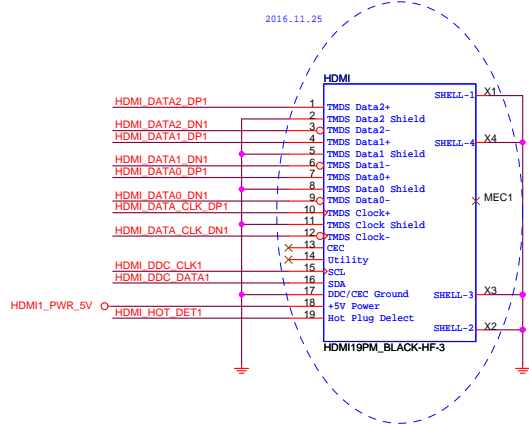 2016.11.25
HDMI
SHELL-1 X1
HDMI_DATA2_DP1 1 TMDS Data2+
2 TMDS Data2 Shield
HDMI_DATA2_DN1 3 TMDS Data2-
HDMI_DATA1_DP1 4 TMDS Data1+ SHELL-4 X4
5 TMDS Data1 Shield
HDMI_DATA1_DN1 6 TMDS Data1-
HDMI_DATA0_DP1 7 TMDS Data0+
8 TMDS Data0 Shield
HDMI_DATA0_DN1 9 TMDS Data0- MEC1
HDMI_DATA_CLK_DP1 10 TMDS Clock+
11 TMDS Clock Shield
HDMI_DATA_CLK_DN1 12 TMDS Clock-
13 CEC
14 Utility
HDMI_DDC_CLK1 15 SCL
HDMI_DDC_DATA1 16 SDA
17 DDC/CEC Ground SHELL-3 X3
HDMI1_PWR_5V 18 +5V Power
HDMI_HOT_DET1 19 Hot Plug Delect
SHELL-2 X2
HDMI19PM_BLACK-HF-3